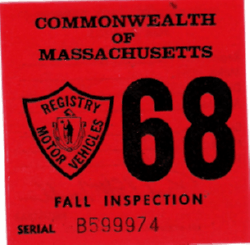 COMMONWEALTH
OF
MASSACHUSETTS
REGISTRY
MOTOR VEHICLES
68
FALL INSPECTION
SERIAL B599974